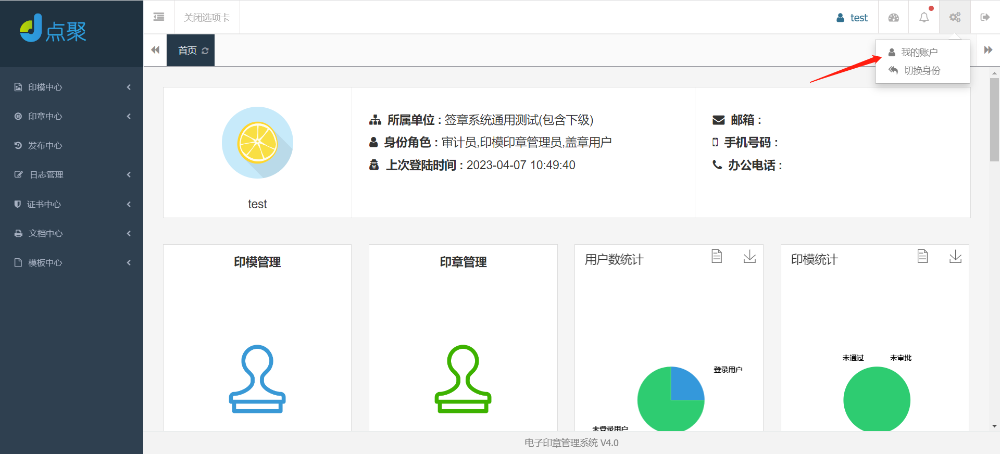 点聚
关闭选项卡
test
首页
我的账户
切换身份
印模中心
印章中心
发布中心
日志管理
证书中心
文档中心
模板中心
test
所属单位 : 签章系统通用测试(包含下级)
身份角色 : 审计员,印模印章管理员,盖章用户
上次登陆时间 : 2023-04-07 10:49:40
邮箱 :
手机号码 :
办公电话 :
印模管理
印章管理
用户数统计
登录用户
未登录用户
印模统计
未通过
未审批
电子印章管理系统 V4.0